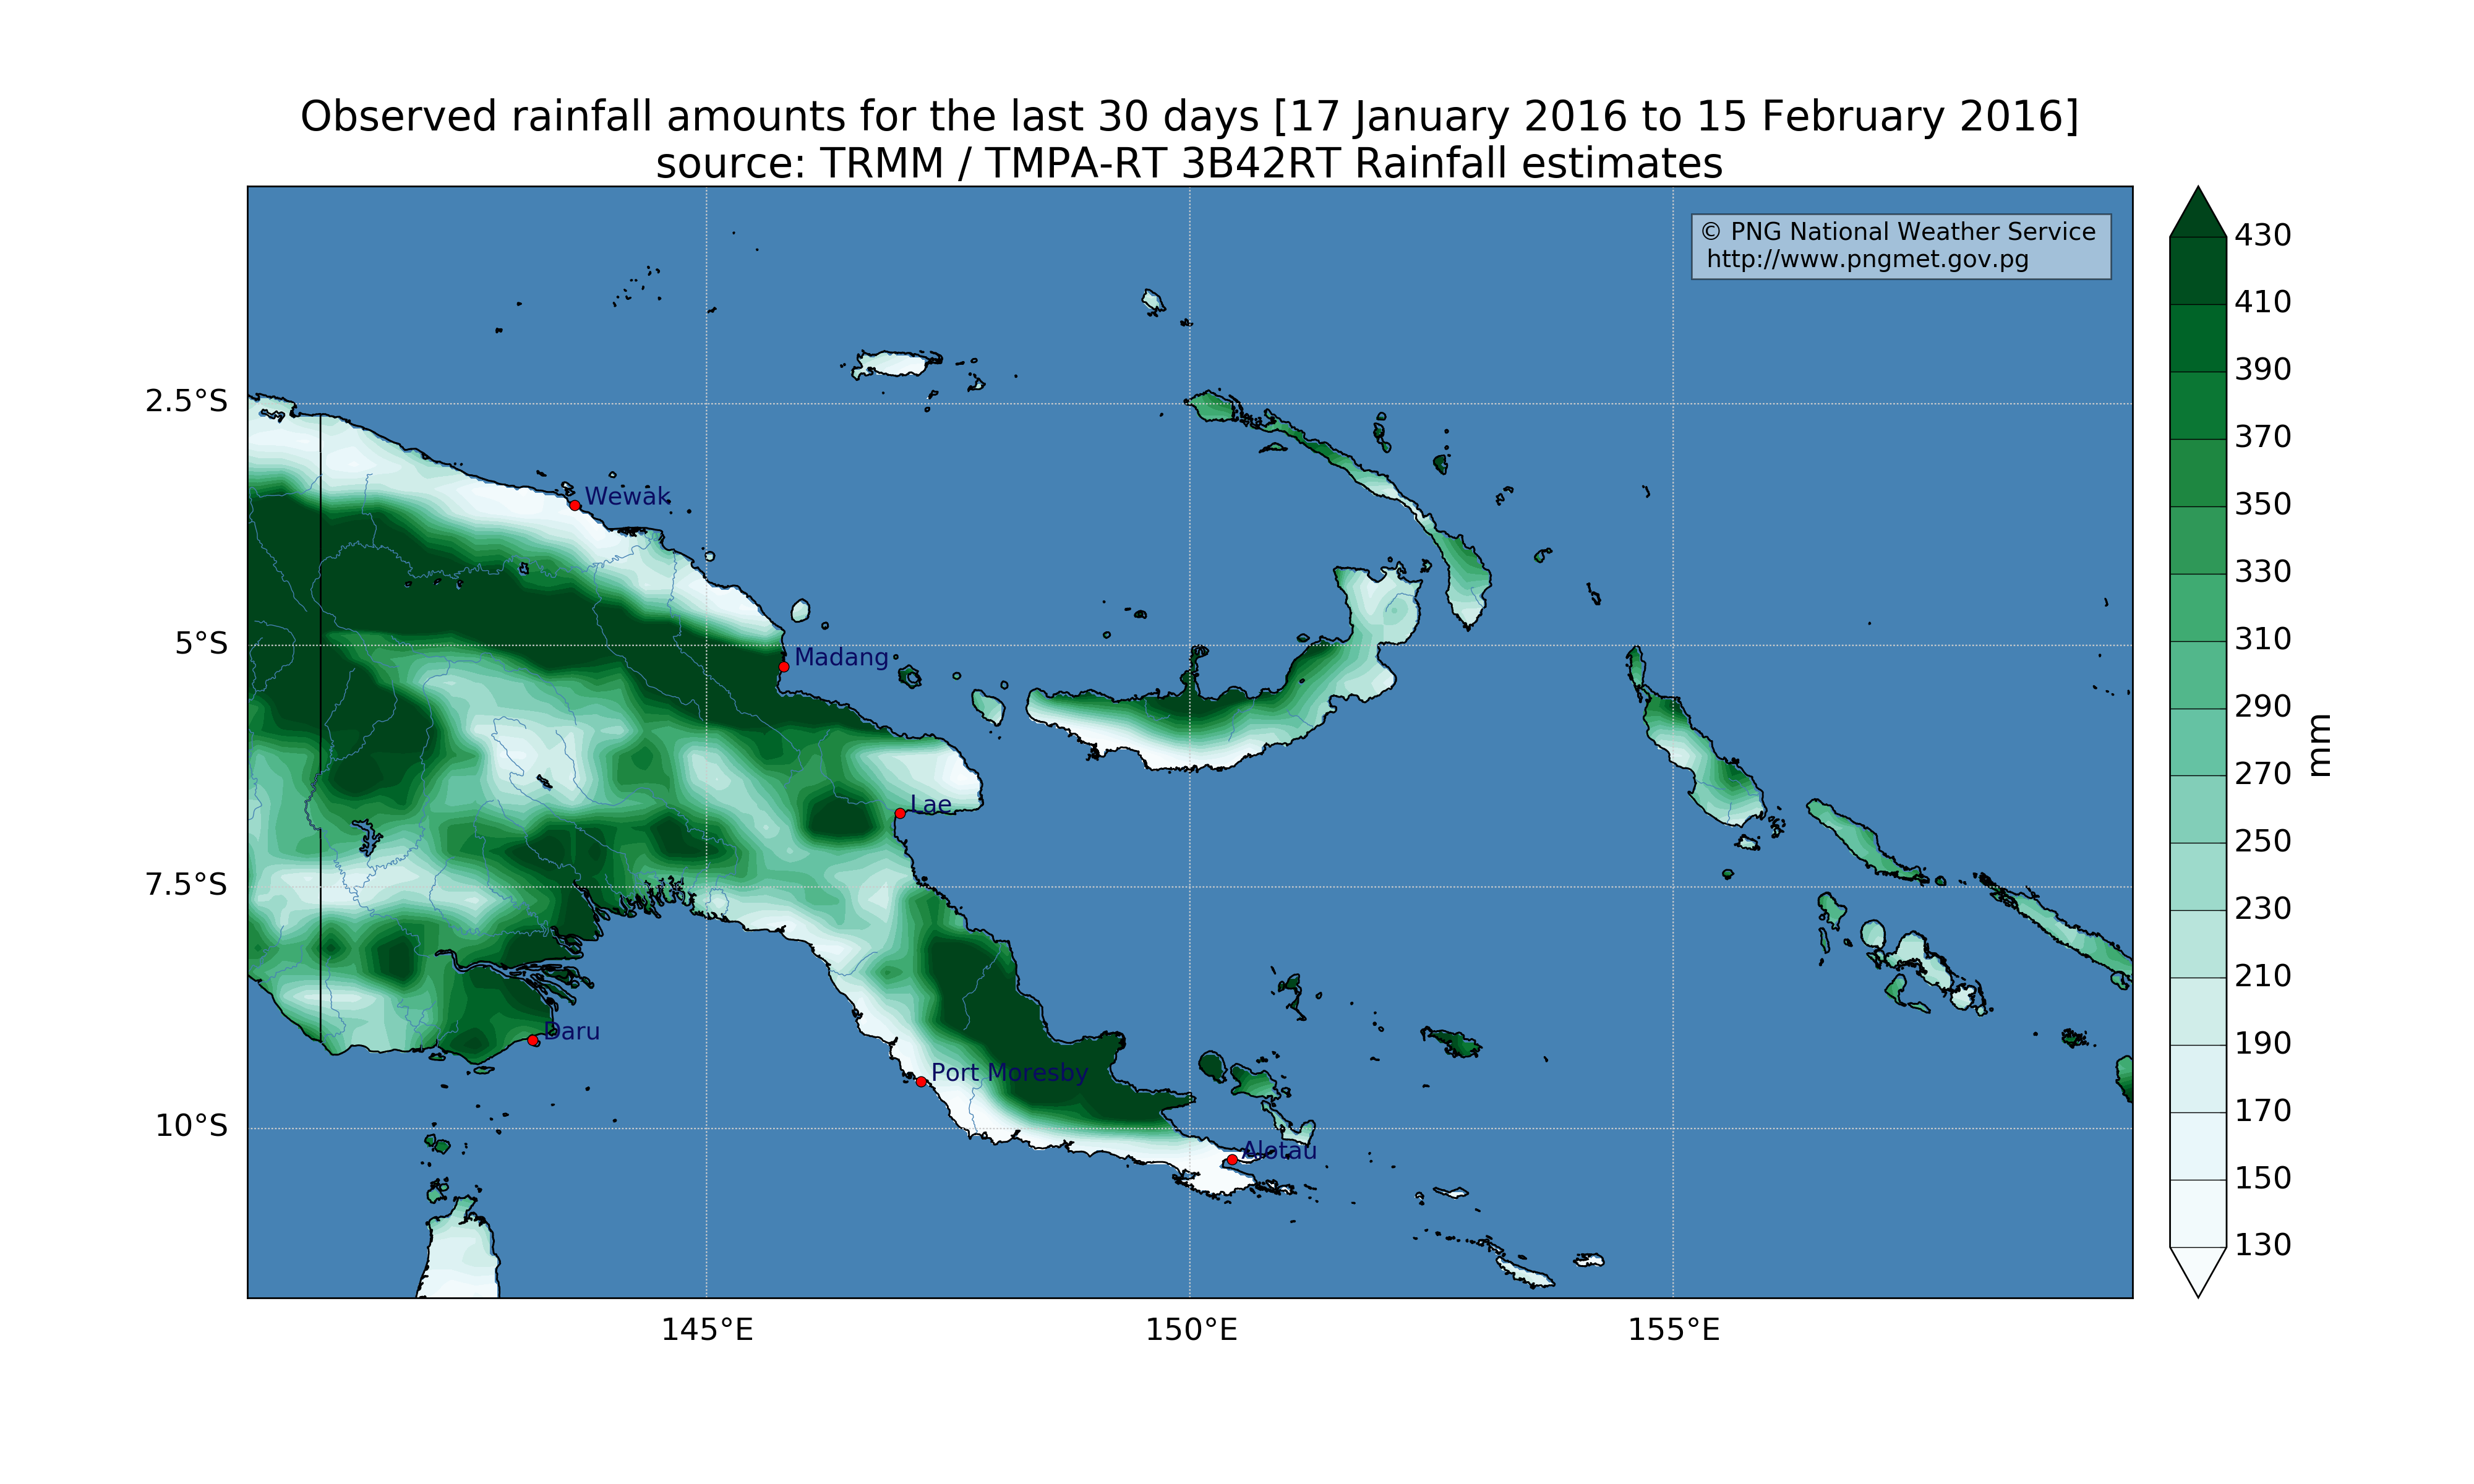 Observed rainfall amounts for the last 30 days [17 January 2016 to 15 February 2016]
source: TRMM / TMPA-RT 3B42RT Rainfall estimates
© PNG National Weather Service
http://www.pngmet.gov.pg
430
410
390
370
350
330
310
290
270
250
230
210
190
170
150
130
mm
2.5°S
5°S
7.5°S
10°S
Wewak
Madang
Lae
Daru
Port Moresby
Alotau
145°E
150°E
155°E